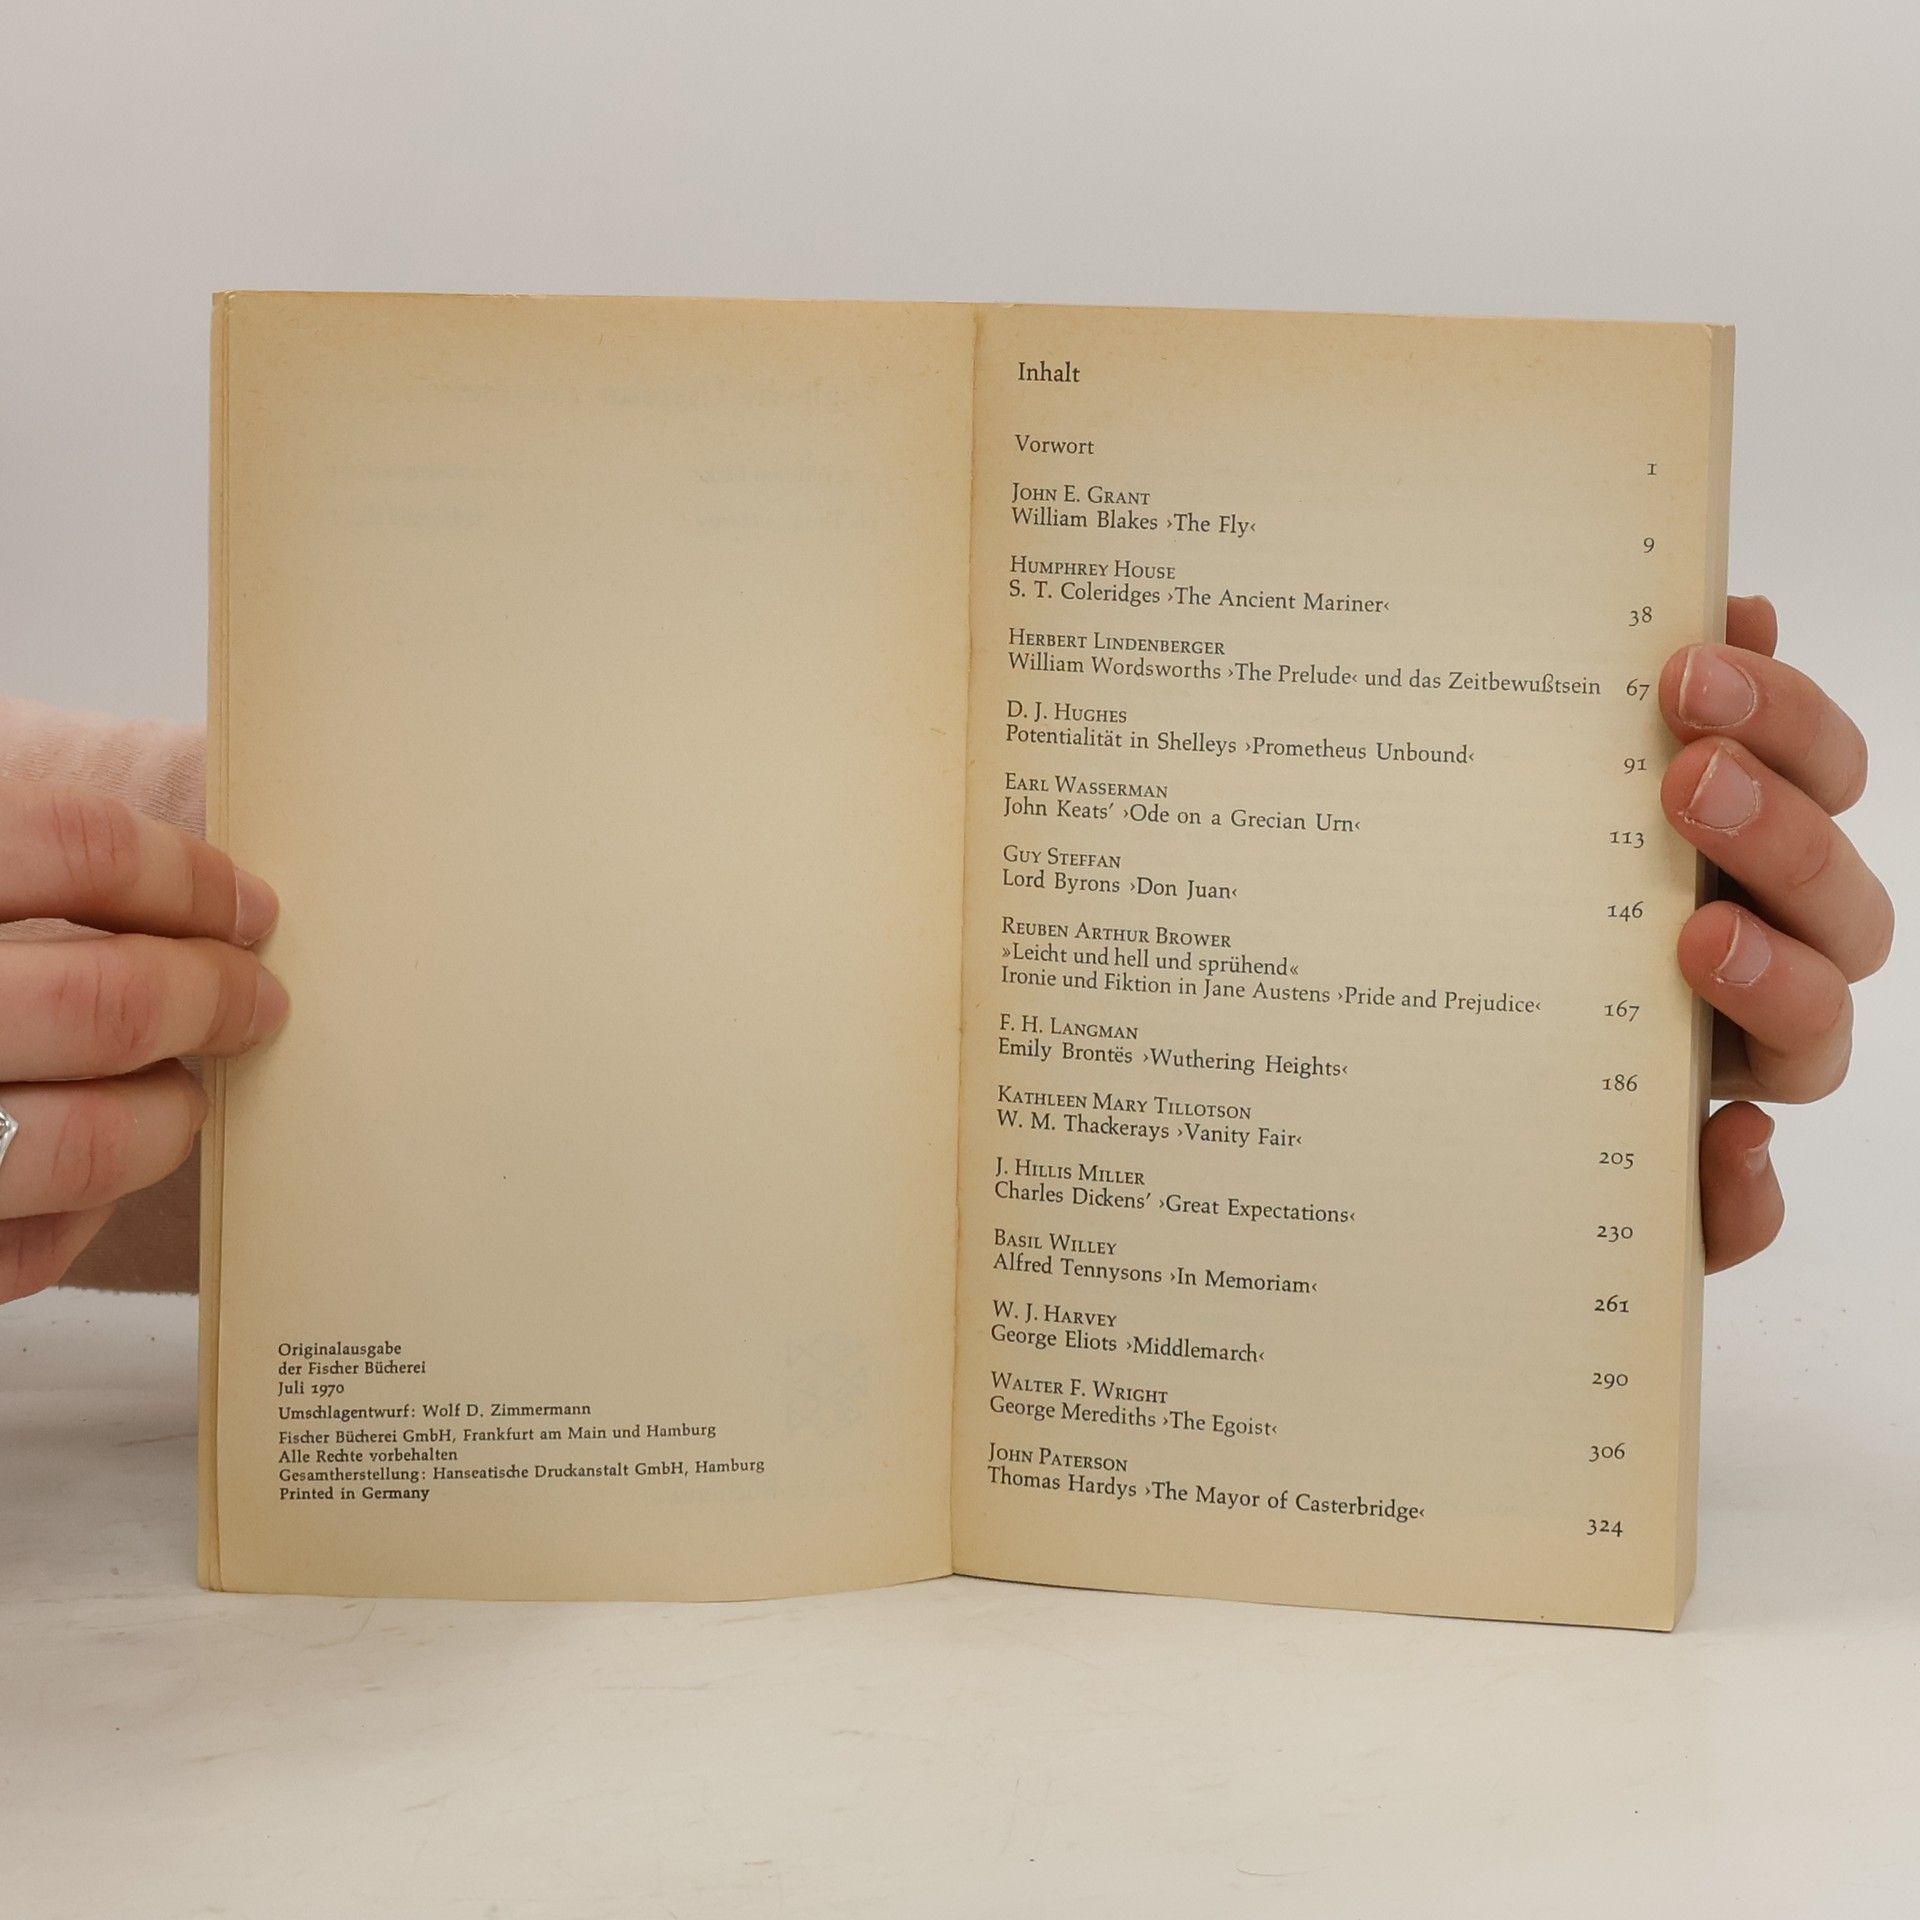 Originalausgabe
der Fischer Bücherei
Juli 1970
Umschlagentwurf: Wolf D. Zimmermann
Fischer Bücherei GmbH, Frankfurt am Main und Hamburg
Alle Rechte vorbehalten
Gesamtherstellung: Hanseatische Druckanstalt GmbH, Hamburg
Printed in Germany
Inhalt
Vorwort 1
JOHN E. GRANT
William Blakes ›The Fly‹ 9
HUMPHREY HOUSE
S. T. Coleridges ›The Ancient Mariner‹ 38
HERBERT LINDENBERGER
William Wordsworths ›The Prelude‹ und das Zeitbewußtsein 67
D. J. HUGHES
Potentialität in Shelleys ›Prometheus Unbound‹ 91
EARL WASSERMAN
John Keats' ›Ode on a Grecian Urn‹ 113
GUY STEFFAN
Lord Byrons ›Don Juan‹ 146
REUBEN ARTHUR BROWER
»Leicht und hell und sprühend«
Ironie und Fiktion in Jane Austens ›Pride and Prejudice‹ 167
F. H. LANGMAN
Emily Brontës ›Wuthering Heights‹ 186
KATHLEEN MARY TILLOTSON
W. M. Thackerays ›Vanity Fair‹ 205
J. HILLIS MILLER
Charles Dickens' ›Great Expectations‹ 230
BASIL WILLEY
Alfred Tennysons ›In Memoriam‹ 261
W. J. HARVEY
George Eliots ›Middlemarch‹ 290
WALTER F. WRIGHT
George Merediths ›The Egoist‹ 306
JOHN PATERSON
Thomas Hardys ›The Mayor of Casterbridge‹ 324